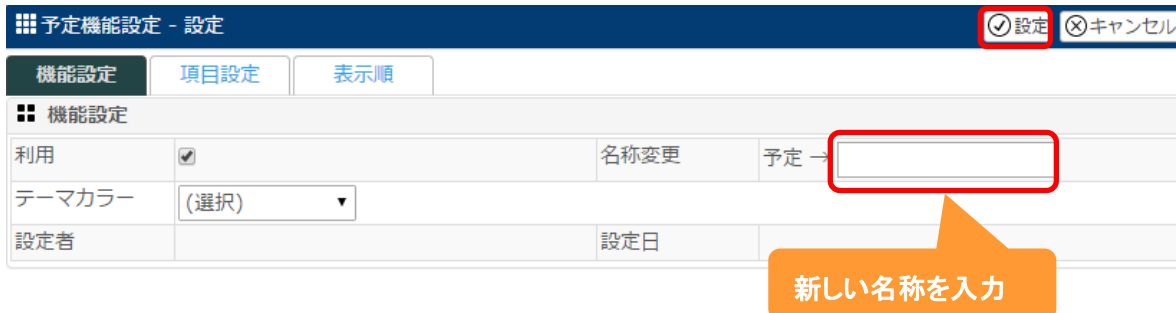 予定機能設定 - 設定 設定 キャンセル
機能設定 項目設定 表示順
機能設定
利用 名称変更 予定 →
テーマカラー (選択)
設定者 設定日
新しい名称を入力